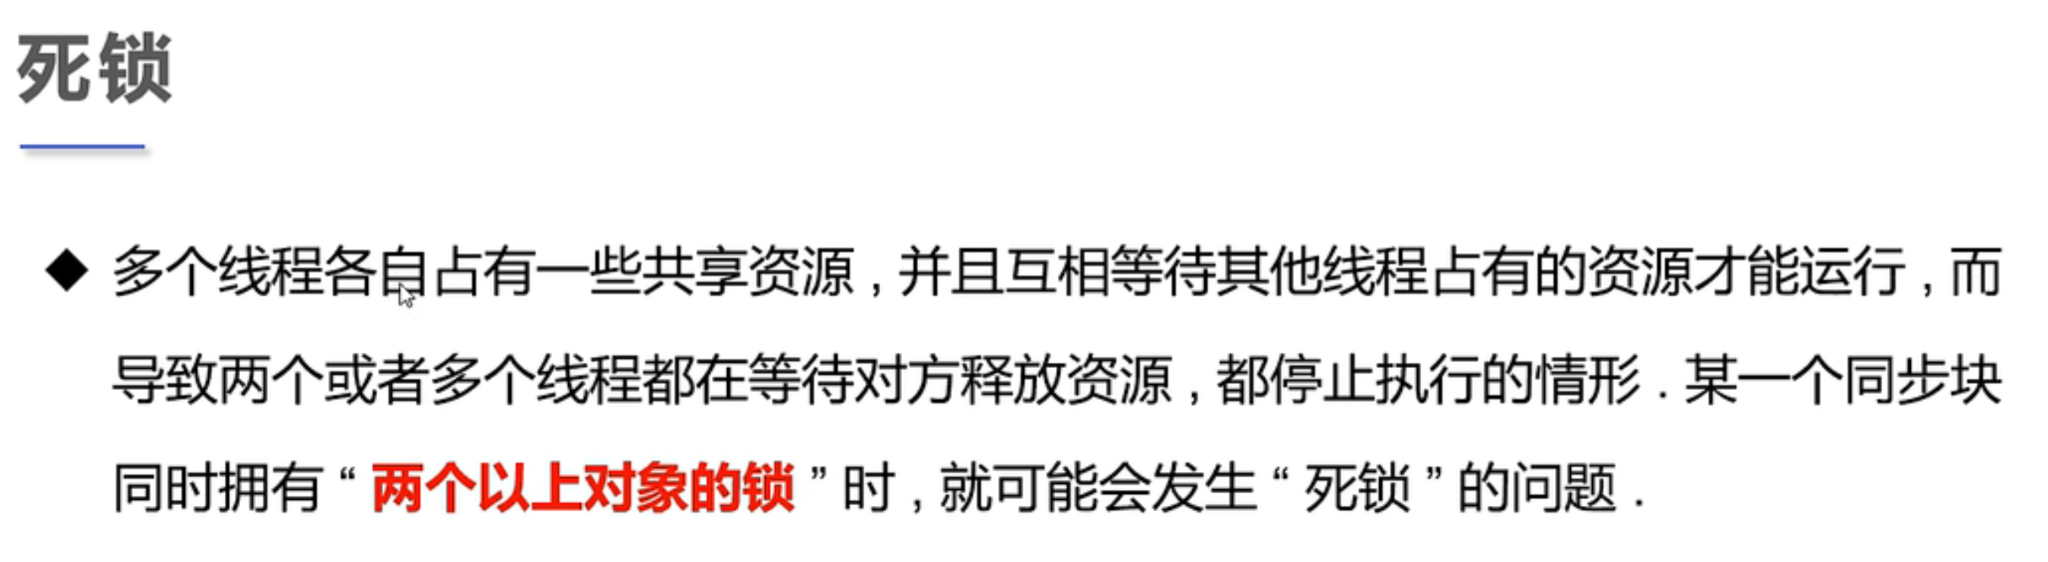 死锁
◆ 多个线程各自占有一些共享资源 , 并且互相等待其他线程占有的资源才能运行 , 而
导致两个或者多个线程都在等待对方释放资源 , 都停止执行的情形 . 某一个同步块
同时拥有 “ 两个以上对象的锁 ” 时 , 就可能会发生 “ 死锁 ” 的问题 .